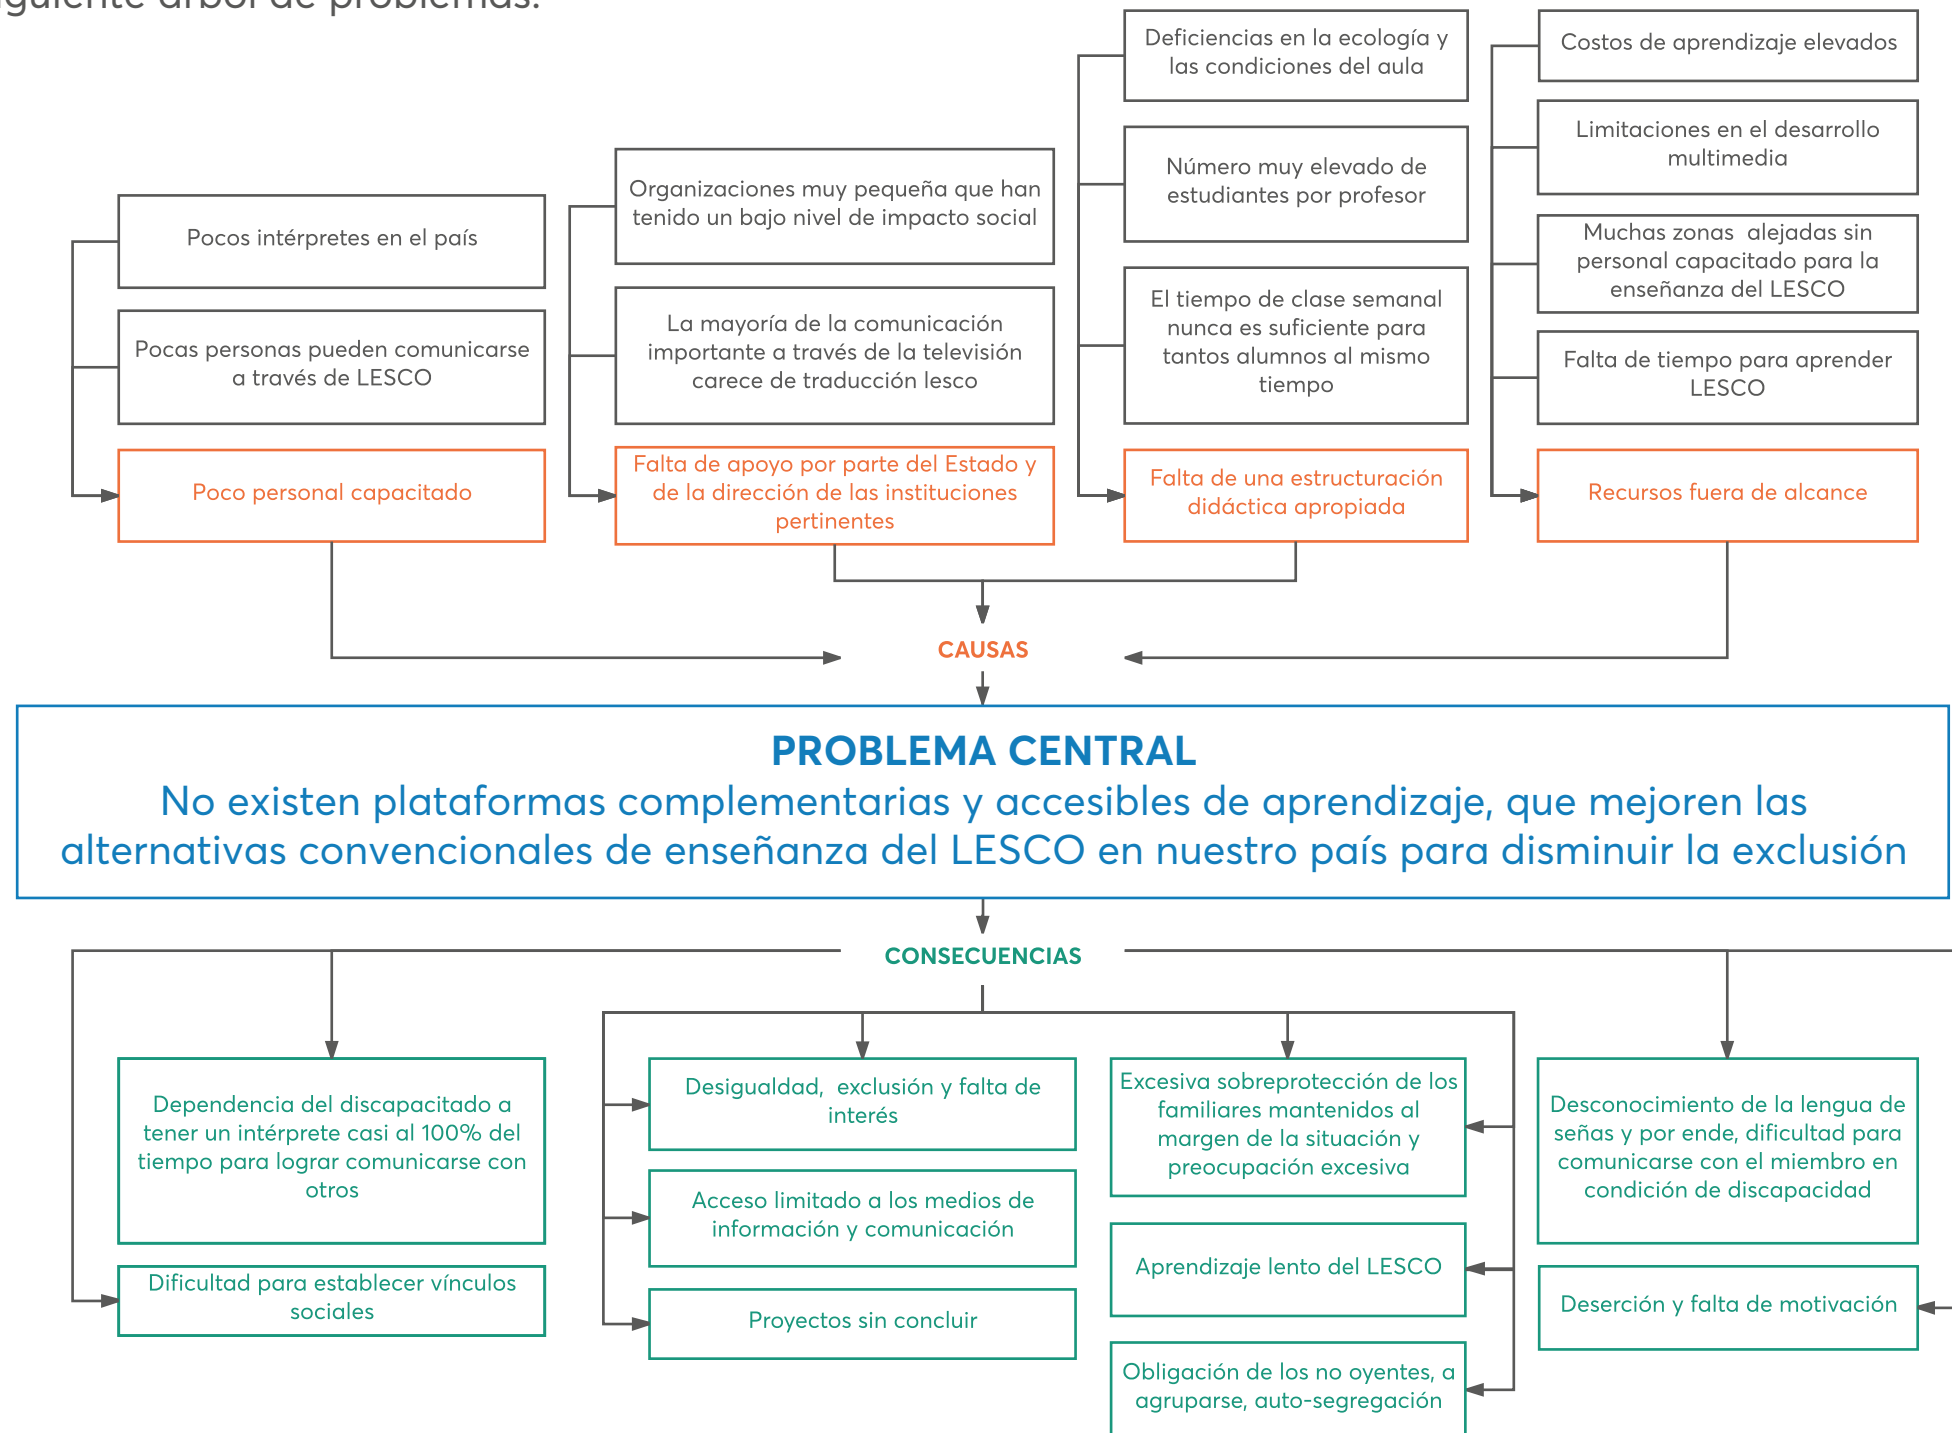 siguiente árbol de problemas:
Pocos intérpretes en el país
Pocas personas pueden comunicarse
a través de LESCO
Poco personal capacitado
Organizaciones muy pequeña que han
tenido un bajo nivel de impacto social
La mayoría de la comunicación
importante a través de la televisión
carece de traducción lesco
Falta de apoyo por parte del Estado y
de la dirección de las instituciones
pertinentes
Deficiencias en la ecología y
las condiciones del aula
Número muy elevado de
estudiantes por profesor
El tiempo de clase semanal
nunca es suficiente para
tantos alumnos al mismo
tiempo
Falta de una estructuración
didáctica apropiada
Costos de aprendizaje elevados
Limitaciones en el desarrollo
multimedia
Muchas zonas  alejadas sin
personal capacitado para la
enseñanza del LESCO
Falta de tiempo para aprender
LESCO
Recursos fuera de alcance
CAUSAS
PROBLEMA CENTRAL
No existen plataformas complementarias y accesibles de aprendizaje, que mejoren las
alternativas convencionales de enseñanza del LESCO en nuestro país para disminuir la exclusión
CONSECUENCIAS
Dependencia del discapacitado a
tener un intérprete casi al 100% del
tiempo para lograr comunicarse con
otros
Dificultad para establecer vínculos
sociales
Desigualdad,  exclusión y falta de
interés
Acceso limitado a los medios de
información y comunicación
Proyectos sin concluir
Excesiva sobreprotección de los
familiares mantenidos al
margen de la situación y
preocupación excesiva
Aprendizaje lento del LESCO
Obligación de los no oyentes, a
agruparse, auto-segregación
Desconocimiento de la lengua de
señas y por ende, dificultad para
comunicarse con el miembro en
condición de discapacidad
Deserción y falta de motivación